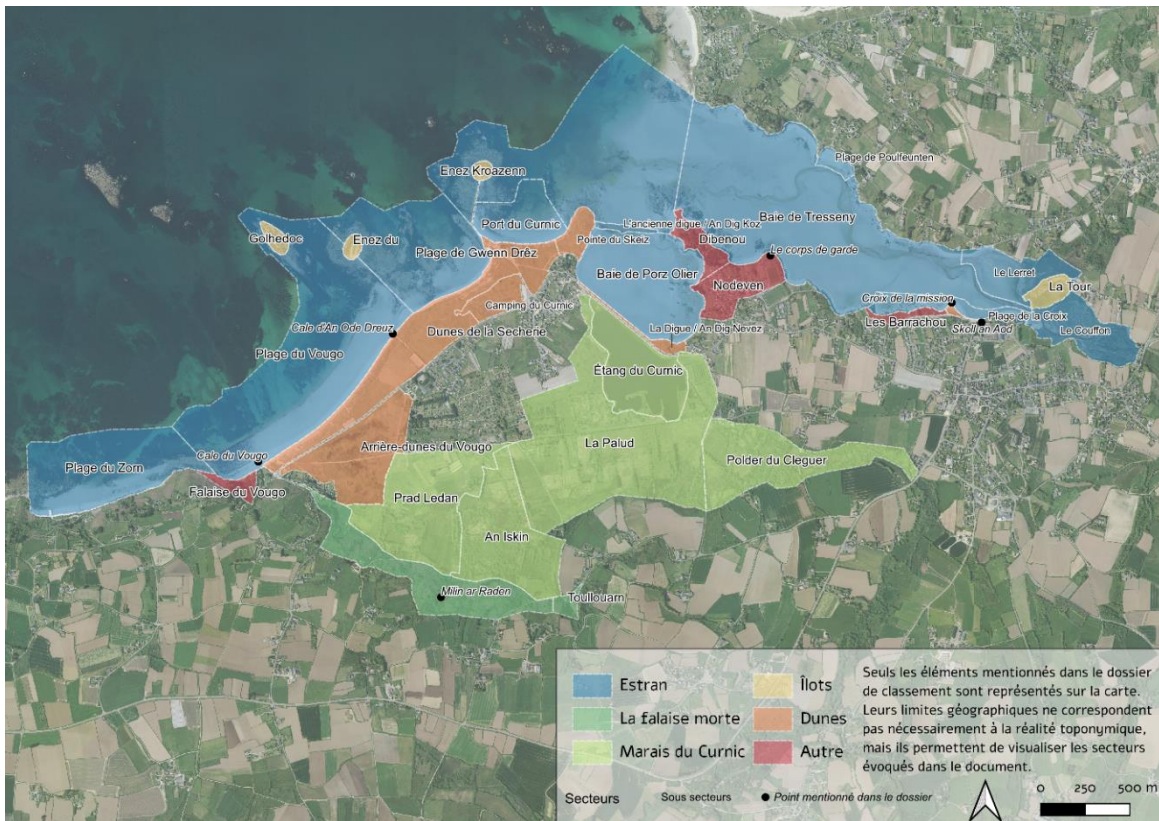 Enez Kroazenn
Plage de Poulfeunten
Port du Curnic
L'ancienne digue / An Dig Koz
Baie de Tresseny
Golhedoc
Enez du
Plage de Gwenn Drêz
Pointe du Skeiz
Dibenou
Le corps de garde
Baie de Porz Olier
Le Lerret
Nodeven
La Tour
Camping du Curnic
Croix de la mission
Cale d'An Ode Dreuz
Dunes de la Sechene
Les Barrachou
Plage de la Croix
Skoll an Aod
Le Couffon
La Digue / An Dig Nevez
Plage du Vougo
Étang du Curnic
Arrière-dunes du Vougo
La Palud
Cale du Vougo
Plage du Zorn
Polder du Cleguer
Falaise du Vougo
Prad Ledan
An Iskin
Milin ar Raden
Toullouarn
Estran
La falaise morte
Marais du Curnic
Îlots
Dunes
Autre
Seuls les éléments mentionnés dans le dossier
de classement sont représentés sur la carte.
Leurs limites géographiques ne correspondent
pas nécessairement à la réalité toponymique,
mais ils permettent de visualiser les secteurs
évoqués dans le document.
Secteurs
Sous secteurs
Point mentionné dans le dossier
0 250 500 m